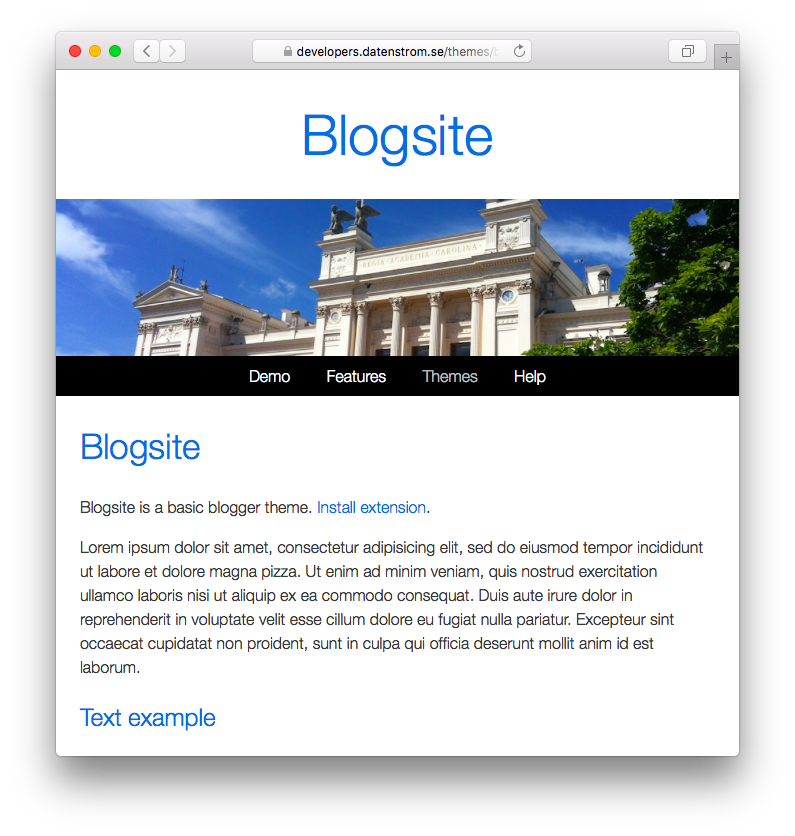 developers.datenstrom.se/themes/
Blogsite
REGIA ACADEMIA CAROLINA
Demo Features Themes Help
Blogsite
Blogsite is a basic blogger theme. Install extension.
Lorem ipsum dolor sit amet, consectetur adipisicing elit, sed do eiusmod tempor incididunt
ut labore et dolore magna pizza. Ut enim ad minim veniam, quis nostrud exercitation
ullamco laboris nisi ut aliquip ex ea commodo consequat. Duis aute irure dolor in
reprehenderit in voluptate velit esse cillum dolore eu fugiat nulla pariatur. Excepteur sint
occaecat cupidatat non proident, sunt in culpa qui officia deserunt mollit anim id est
laborum.
Text example